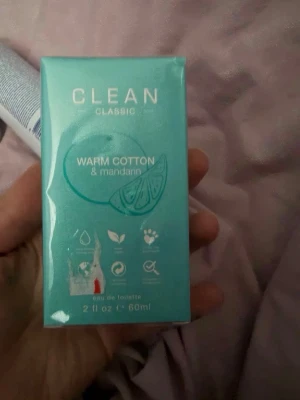 CLEAN
CLASSIC
WARM COTTON
& mandarin
eau de toilette
2 fl oz ℮ 60ml